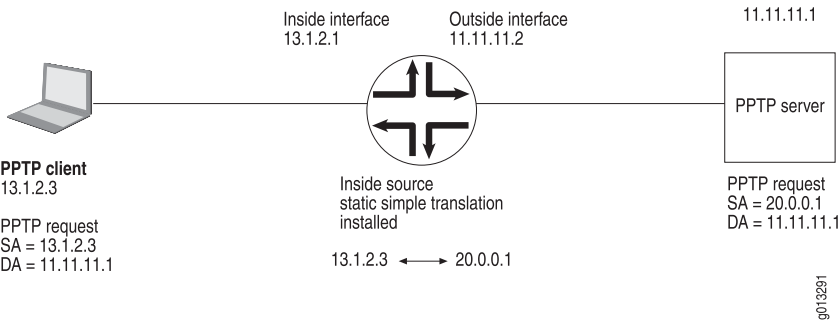 Inside interface
13.1.2.1
Outside interface
11.11.11.2
11.11.11.1
PPTP server
PPTP client
13.1.2.3
PPTP request
SA = 13.1.2.3
DA = 11.11.11.1
Inside source
static simple translation
installed
13.1.2.3
20.0.0.1
PPTP request
SA = 20.0.0.1
DA = 11.11.11.1
g013291